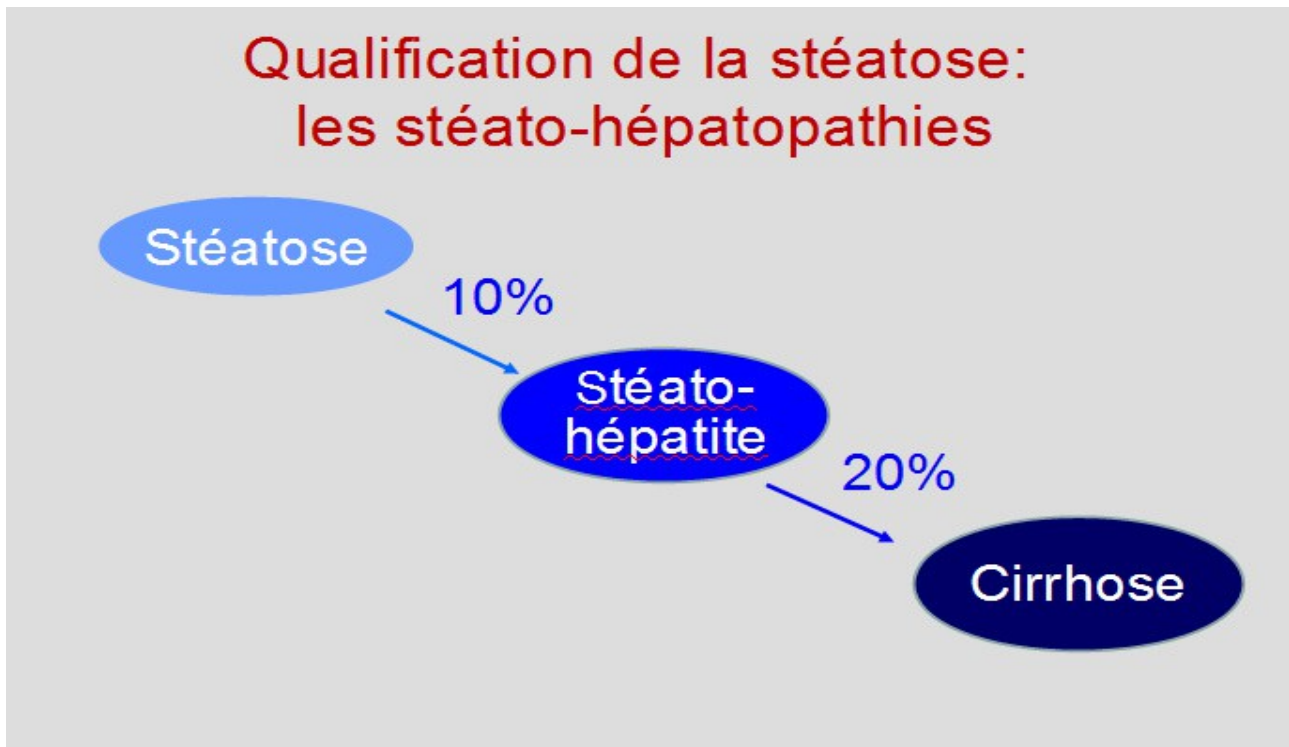 Qualification de la stéatose:
les stéato-hépatopathies
Stéatose
10%
Stéato-
hépatite
20%
Cirrhose